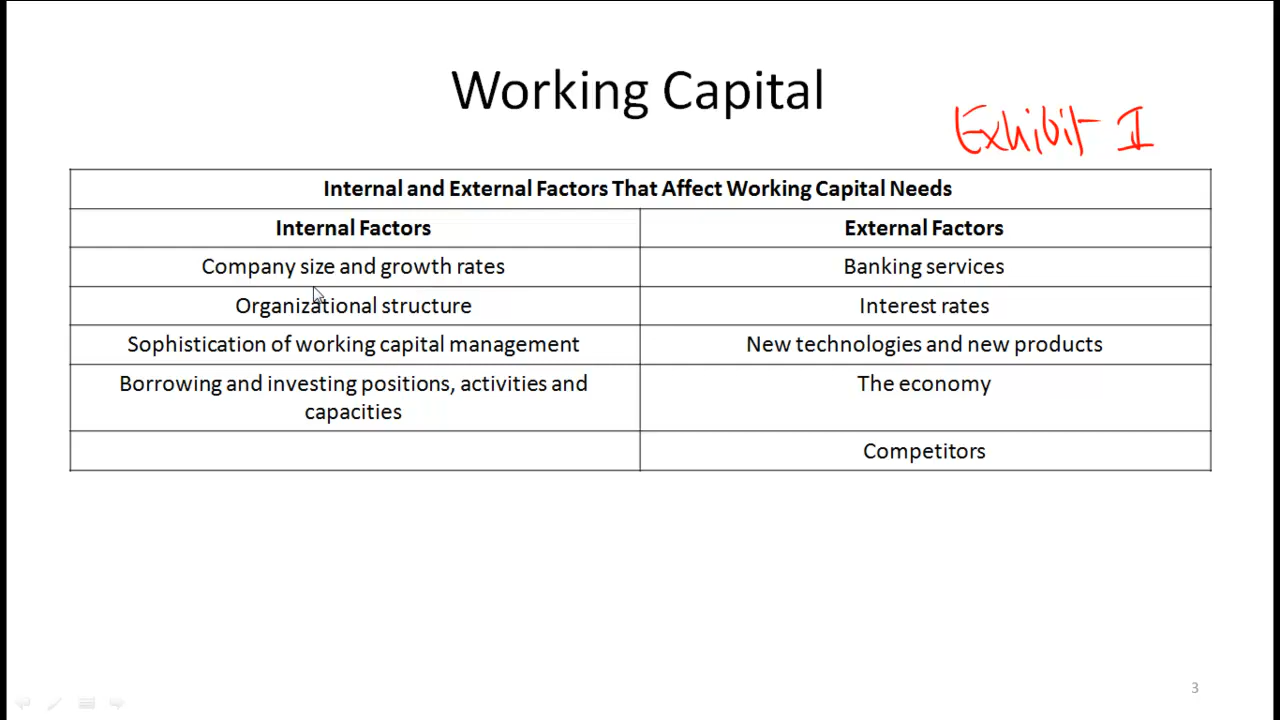 Working Capital
Exhibit I
Internal and External Factors That Affect Working Capital Needs
Internal Factors
External Factors
Company size and growth rates
Banking services
Organizational structure
Interest rates
Sophistication of working capital management
New technologies and new products
Borrowing and investing positions, activities and
capacities
The economy
Competitors
3